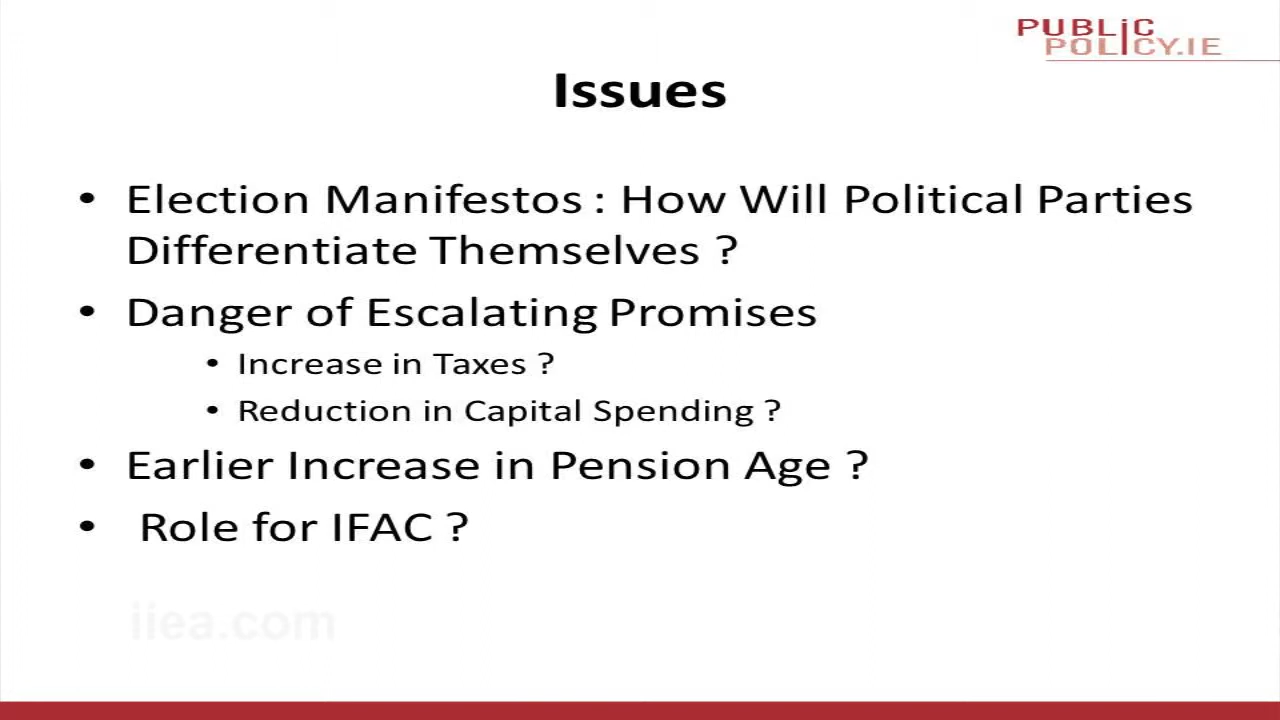 PUBLIC
POLICY.IE
Issues
• Election Manifestos : How Will Political Parties
Differentiate Themselves ?
• Danger of Escalating Promises
• Increase in Taxes ?
• Reduction in Capital Spending ?
• Earlier Increase in Pension Age ?
• Role for IFAC ?
iiea.com